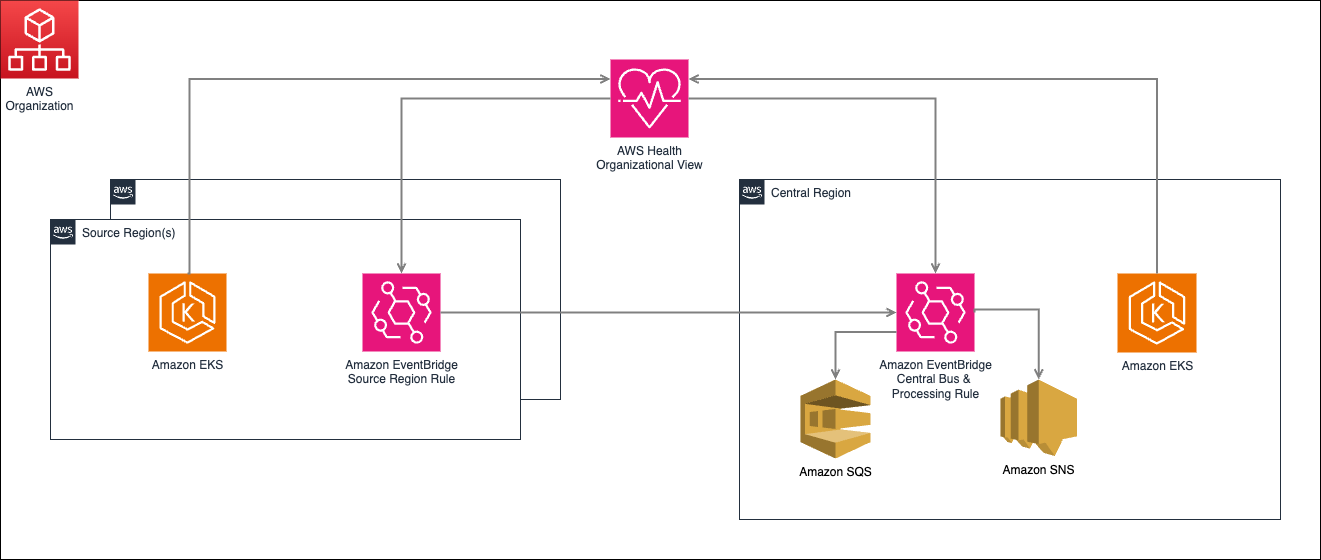 AWS
Organization
AWS Health
Organizational View
aws
aws
Source Region(s)
aws
Central Region
K
Amazon EKS
Amazon EventBridge
Source Region Rule
Amazon EventBridge
Central Bus &
Processing Rule
K
Amazon EKS
Amazon SQS
Amazon SNS